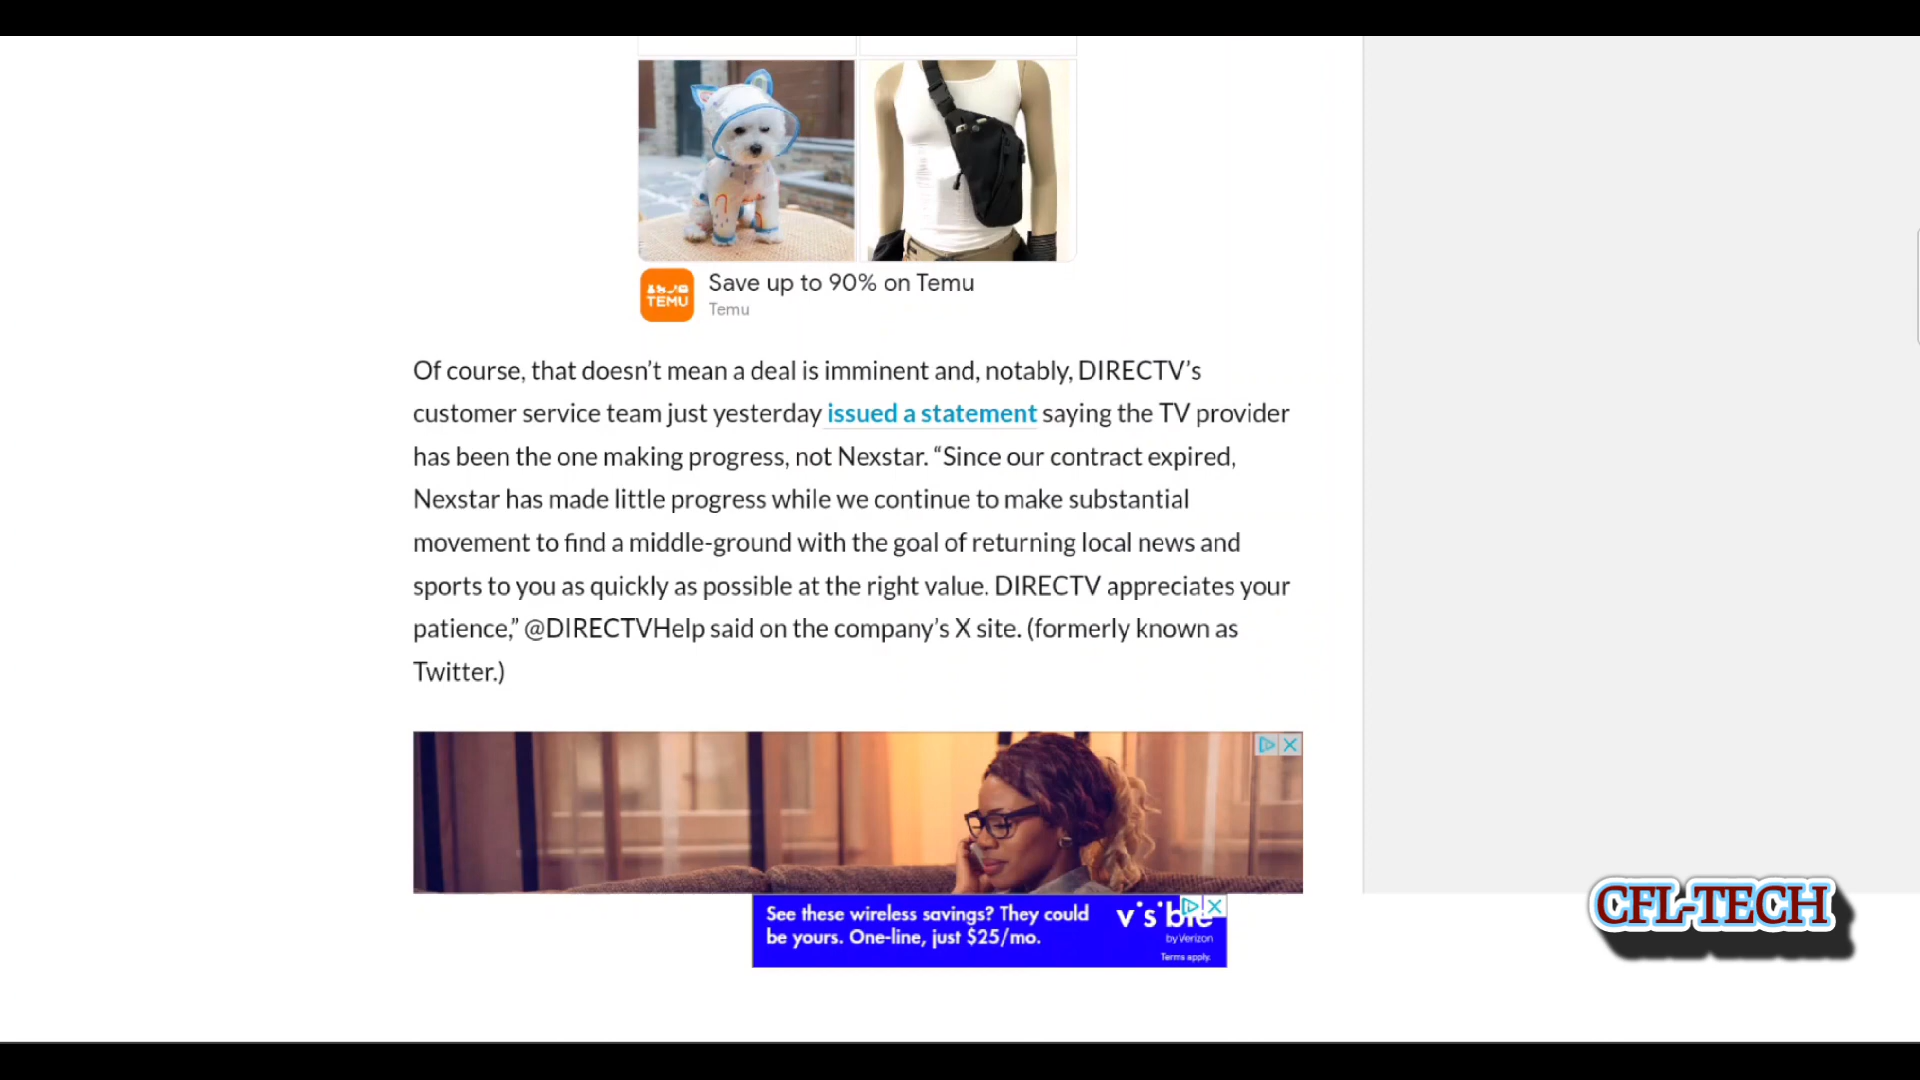 TEMU
Save up to 90% on Temu
Temu
Of course, that doesn’t mean a deal is imminent and, notably, DIRECTV’s
customer service team just yesterday issued a statement saying the TV provider
has been the one making progress, not Nexstar. “Since our contract expired,
Nexstar has made little progress while we continue to make substantial
movement to find a middle-ground with the goal of returning local news and
sports to you as quickly as possible at the right value. DIRECTV appreciates your
patience,” @DIRECTVHelp said on the company’s X site. (formerly known as
Twitter.)
See these wireless savings? They could
be yours. One-line, just $25/mo.
visible
by Verizon
Terms apply.
CFL-TECH